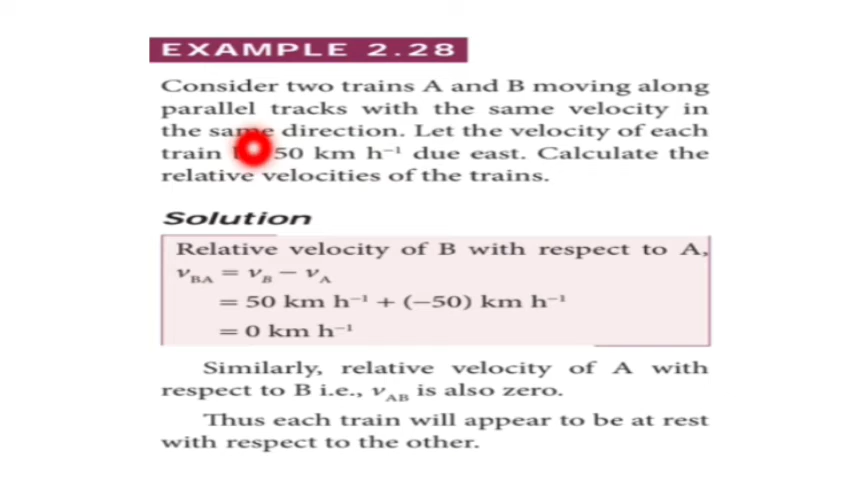 EXAMPLE 2.28
Consider two trains A and B moving along
parallel tracks with the same velocity in
the same direction. Let the velocity of each
train 50 km h⁻¹ due east. Calculate the
relative velocities of the trains.
Solution
Relative velocity of B with respect to A,
v_BA = v_B − v_A
= 50 km h⁻¹ + (−50) km h⁻¹
= 0 km h⁻¹
Similarly, relative velocity of A with
respect to B i.e., v_AB is also zero.
Thus each train will appear to be at rest
with respect to the other.